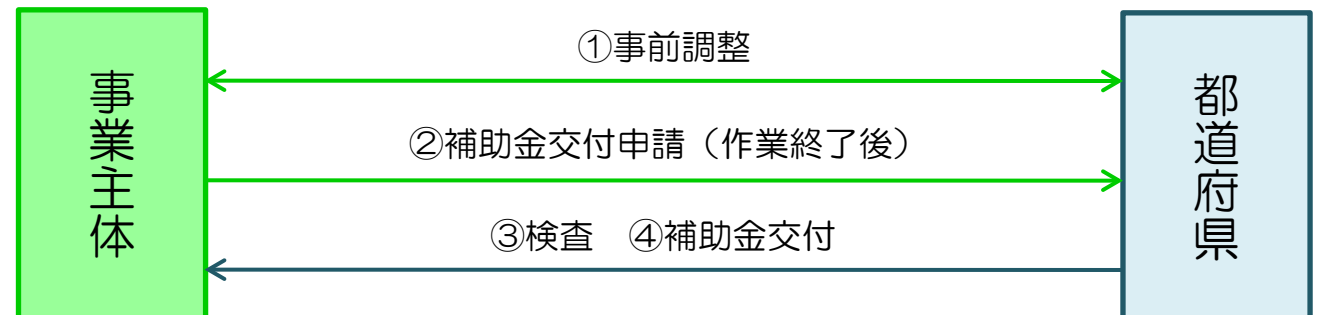 事業主体
①事前調整
②補助金交付申請（作業終了後）
③検査　④補助金交付
都道府県